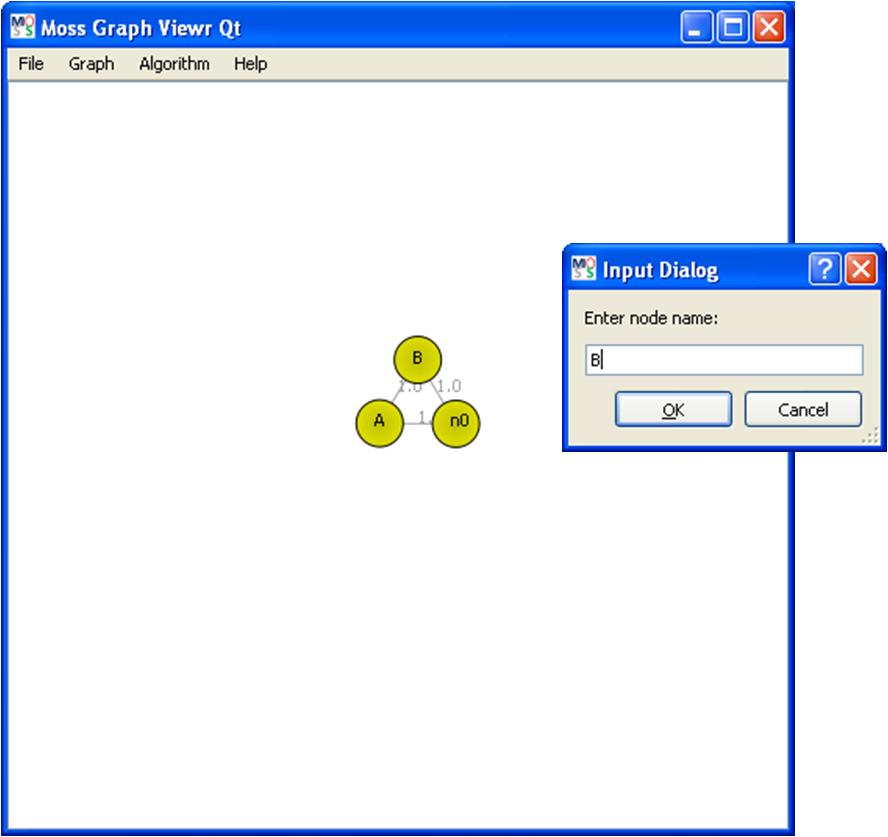 Moss Graph Viewr Qt
File Graph Algorithm Help
Input Dialog
Enter node name:
B
OK Cancel
B
1.0 1.0
A 1. n0